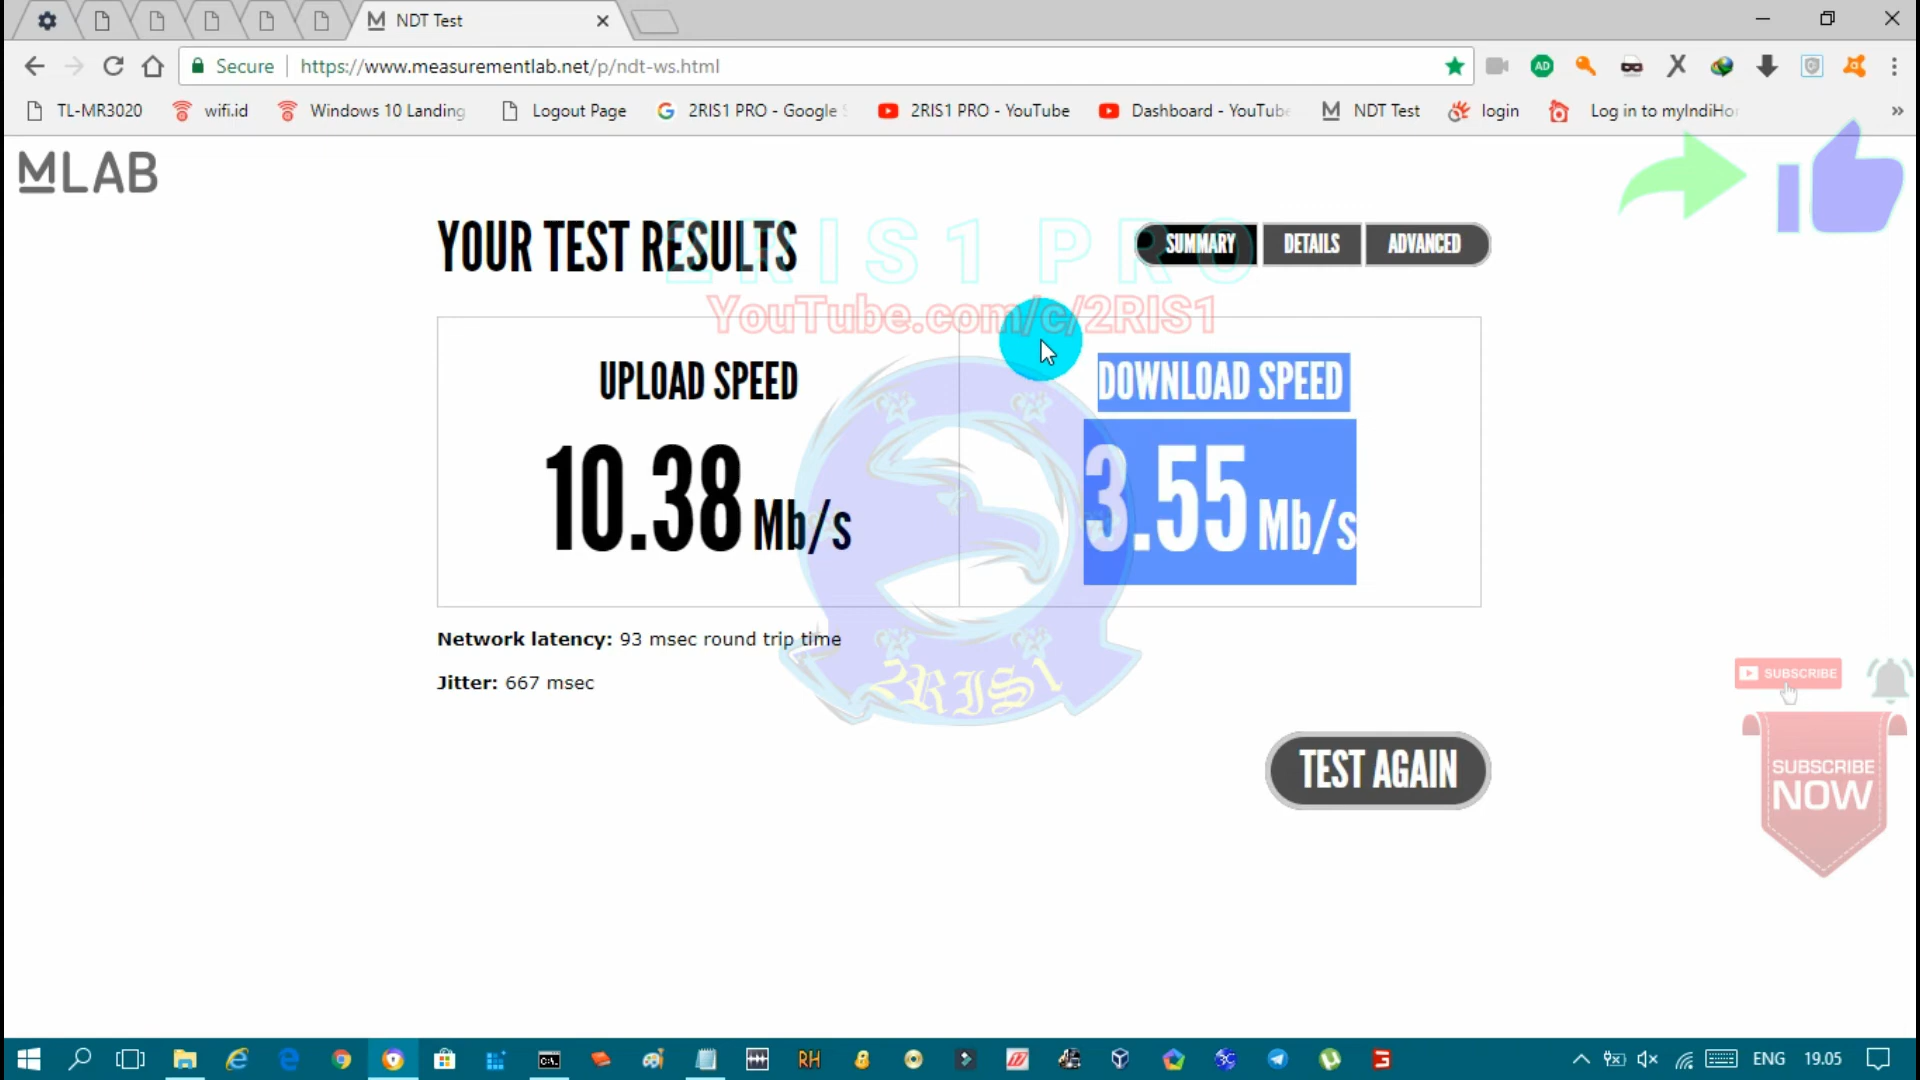 NDT Test
Secure
https://www.measurementlab.net/p/ndt-ws.html
AD
TL-MR3020
wifi.id
Windows 10 Landing
Logout Page
2RIS1 PRO - Google
2RIS1 PRO - YouTube
Dashboard - YouTube
NDT Test
login
Log in to myIndiHo
»
MLAB
YOUR TEST RESULTS
SUMMARY
DETAILS
ADVANCED
2RIS1 PRO
YouTube.com/c/2RIS1
UPLOAD SPEED
10.38 Mb/s
DOWNLOAD SPEED
3.55 Mb/s
Network latency: 93 msec round trip time
Jitter: 667 msec
2RIS1
TEST AGAIN
SUBSCRIBE
SUBSCRIBE
NOW
RH
ENG
19.05